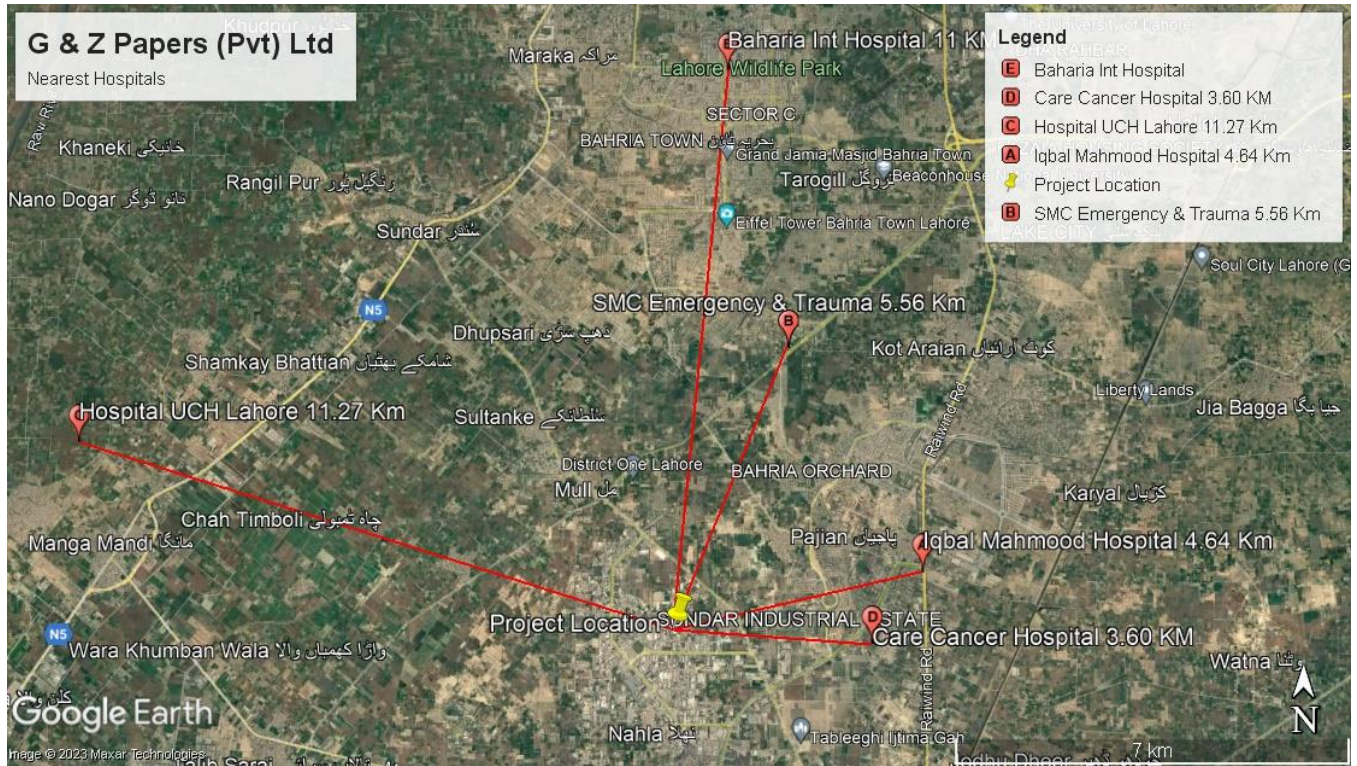 G & Z Papers (Pvt) Ltd
Nearest Hospitals
Legend
E Baharia Int Hospital
D Care Cancer Hospital 3.60 KM
C Hospital UCH Lahore 11.27 Km
A Iqbal Mahmood Hospital 4.64 Km
Project Location
B SMC Emergency & Trauma 5.56 Km
Maraka مراکہ
Baharia Int Hospital 11 KM
Lahore Wildlife Park
SECTOR C
Khaneki خانیکی
BAHRIA TOWN بحریہ ٹاؤن
Grand Jamia Masjid Bahria Town
Rangil Pur رنگیل پور
Tarogill تروگل
Beaconhouse
Nano Dogar نانو ڈوگر
Eiffel Tower Bahria Town Lahore
Sundar سندر
LAKE CITY
Soul City Lahore (G
N5
SMC Emergency & Trauma 5.56 Km
B
Dhupsari دھپ سڑی
Kot Araian کوٹ آرائیاں
Shamkay Bhattian شامکے بھٹیاں
Liberty Lands
Raiwind Rd
Jia Bagga جیا بگا
Hospital UCH Lahore 11.27 Km
Sultanke سلطانکے
District One Lahore
BAHRIA ORCHARD
Mull مل
Karyal کڑیال
Chah Timboli چاہ تمبولی
Manga Mandi مانگا
Pajian پاجیاں
Iqbal Mahmood Hospital 4.64 Km
D
Project Location
SUNDAR INDUSTRIAL ESTATE
Care Cancer Hospital 3.60 KM
N5
Wara Khumban Wala واڑا کھمباں والا
Watna وٹنا
Raiwind Rd
Google Earth
N
Nahla نہلا
Tableeghi Ijtima Gah
Image © 2023 Maxar Technologies
7 km